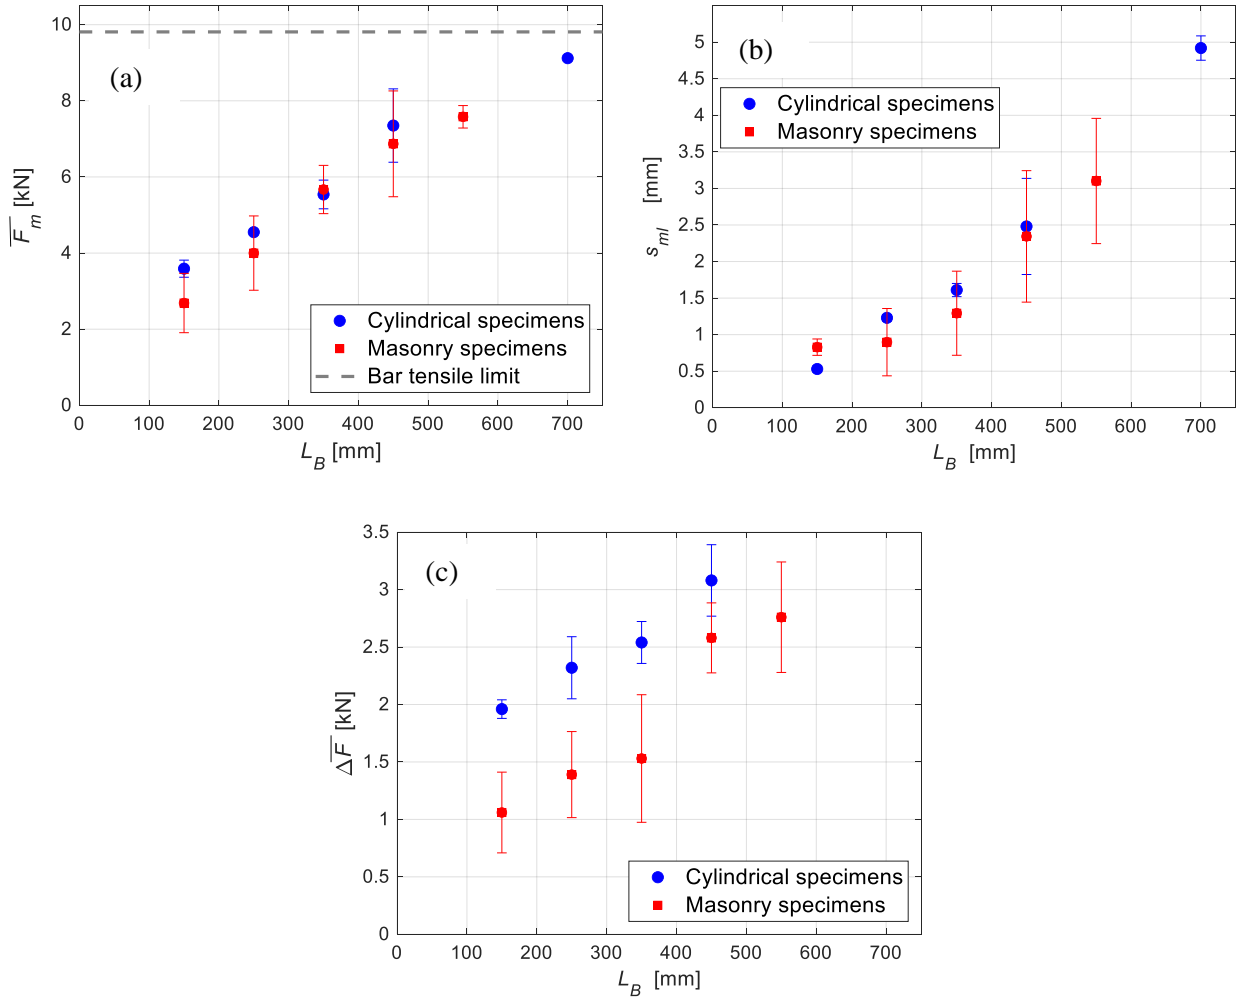 (a)
10
8
6
4
2
0
F̅m [kN]
Cylindrical specimens
Masonry specimens
Bar tensile limit
0 100 200 300 400 500 600 700
LB [mm]
(b)
5
4.5
4
3.5
3
2.5
2
1.5
1
0.5
0
sml [mm]
Cylindrical specimens
Masonry specimens
0 100 200 300 400 500 600 700
LB [mm]
(c)
3.5
3
2.5
2
1.5
1
0.5
0
ΔF̅ [kN]
Cylindrical specimens
Masonry specimens
0 100 200 300 400 500 600 700
LB [mm]